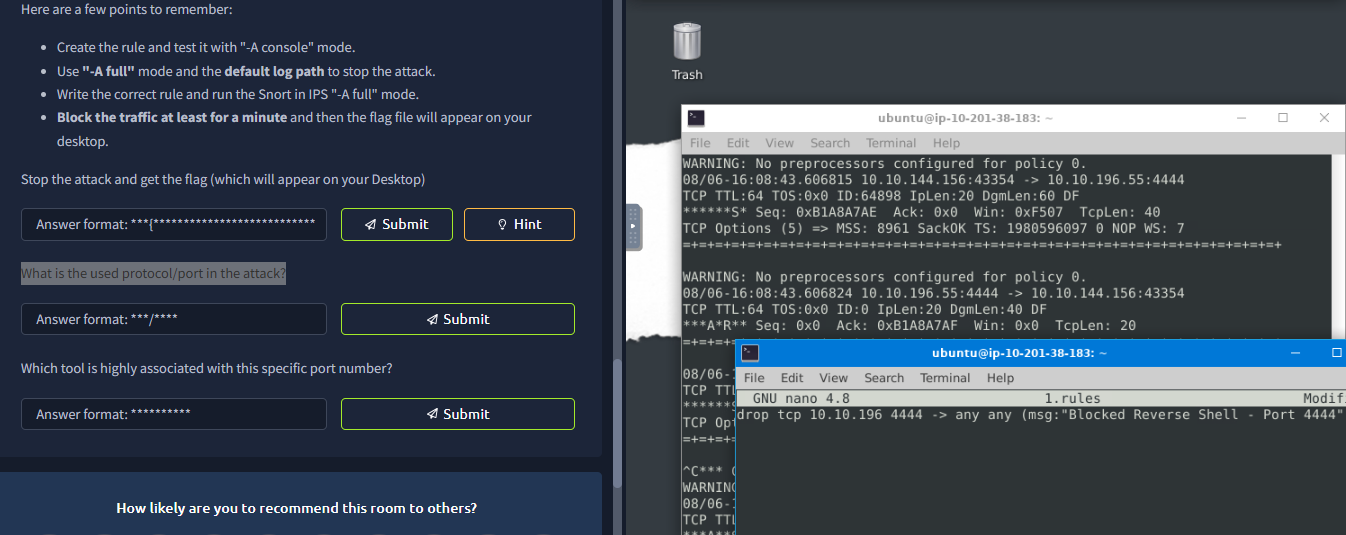 Here are a few points to remember:
Create the rule and test it with "-A console" mode.
Use "-A full" mode and the default log path to stop the attack.
Write the correct rule and run the Snort in IPS "-A full" mode.
Block the traffic at least for a minute and then the flag file will appear on your
desktop.
Stop the attack and get the flag (which will appear on your Desktop)
Answer format: ***{****************************
Submit
Hint
What is the used protocol/port in the attack?
Answer format: ***/****
Submit
Which tool is highly associated with this specific port number?
Answer format: **********
Submit
How likely are you to recommend this room to others?
Trash
ubuntu@ip-10-201-38-183: ~
File Edit View Search Terminal Help
WARNING: No preprocessors configured for policy 0.
08/06-16:08:43.606815 10.10.144.156:43354 -> 10.10.196.55:4444
TCP TTL:64 TOS:0x0 ID:64898 IpLen:20 DgmLen:60 DF
******S* Seq: 0xB1A8A7AE  Ack: 0x0  Win: 0xF507  TcpLen: 40
TCP Options (5) => MSS: 8961 SackOK TS: 1980596097 0 NOP WS: 7
=+=+=+=+=+=+=+=+=+=+=+=+=+=+=+=+=+=+=+=+=+=+=+=+=+=+=+=+=+=+=+=+=+=+=+=+=+
WARNING: No preprocessors configured for policy 0.
08/06-16:08:43.606824 10.10.196.55:4444 -> 10.10.144.156:43354
TCP TTL:64 TOS:0x0 ID:0 IpLen:20 DgmLen:40 DF
***A*R** Seq: 0x0  Ack: 0xB1A8A7AF  Win: 0x0  TcpLen: 20
=+=+=
08/06-
TCP TTL
******
TCP Opt
=+=+=+
^C***
WARNING
08/06-
TCP TTL
***A**
ubuntu@ip-10-201-38-183: ~
File Edit View Search Terminal Help
GNU nano 4.8 1.rules Modif
drop tcp 10.10.196 4444 -> any any (msg:"Blocked Reverse Shell - Port 4444"